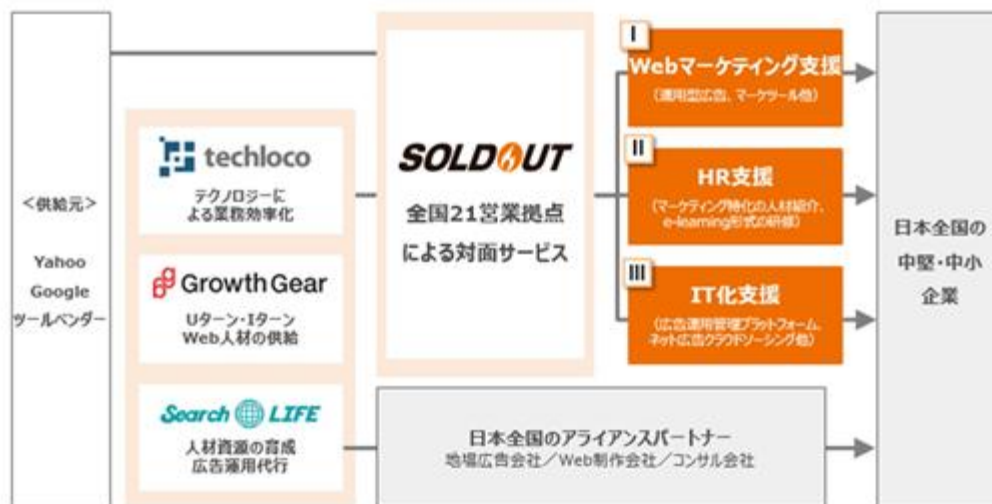 <供給元>
Yahoo
Google
ツールベンダー
techloco
テクノロジーに
よる業務効率化
Growth Gear
Uターン・Iターン
Web人材の供給
Search LIFE
人材資源の育成
広告運用代行
SOLDOUT
全国21営業拠点
による対面サービス
I
Webマーケティング支援
(運用型広告、マーケツール他)
II
HR支援
(マーケティング特化の人材紹介、
e-learning形式の研修)
III
IT化支援
(広告運用管理プラットフォーム、
ネット広告クラウドソーシング他)
日本全国のアライアンスパートナー
地場広告会社／Web制作会社／コンサル会社
日本全国の
中堅・中小
企業